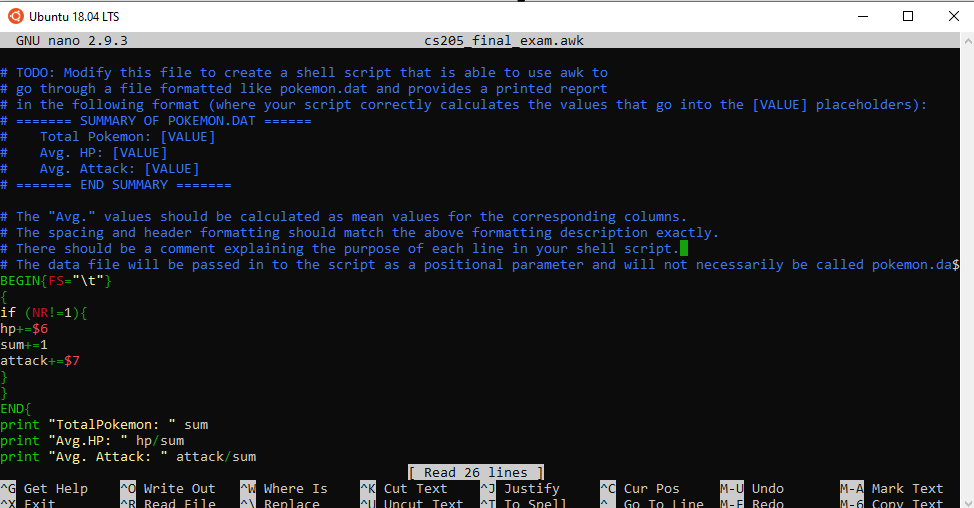 Ubuntu 18.04 LTS
GNU nano 2.9.3 cs205_final_exam.awk
# TODO: Modify this file to create a shell script that is able to use awk to
# go through a file formatted like pokemon.dat and provides a printed report
# in the following format (where your script correctly calculates the values that go into the [VALUE] placeholders):
# ======= SUMMARY OF POKEMON.DAT ======
#    Total Pokemon: [VALUE]
#    Avg. HP: [VALUE]
#    Avg. Attack: [VALUE]
# ======= END SUMMARY =======
# The "Avg." values should be calculated as mean values for the corresponding columns.
# The spacing and header formatting should match the above formatting description exactly.
# There should be a comment explaining the purpose of each line in your shell script.
# The data file will be passed in to the script as a positional parameter and will not necessarily be called pokemon.da$
BEGIN{FS="\t"}
{
if (NR!=1){
hp+=$6
sum+=1
attack+=$7
}
}
END{
print "TotalPokemon: " sum
print "Avg.HP: " hp/sum
print "Avg. Attack: " attack/sum
[ Read 26 lines ]
^G Get Help ^O Write Out ^W Where Is ^K Cut Text ^J Justify ^C Cur Pos M-U Undo M-A Mark Text
^X Exit ^R Read File ^\ Replace ^U Uncut Text ^T To Spell ^_ Go To Line M-E Redo M-6 Copy Text